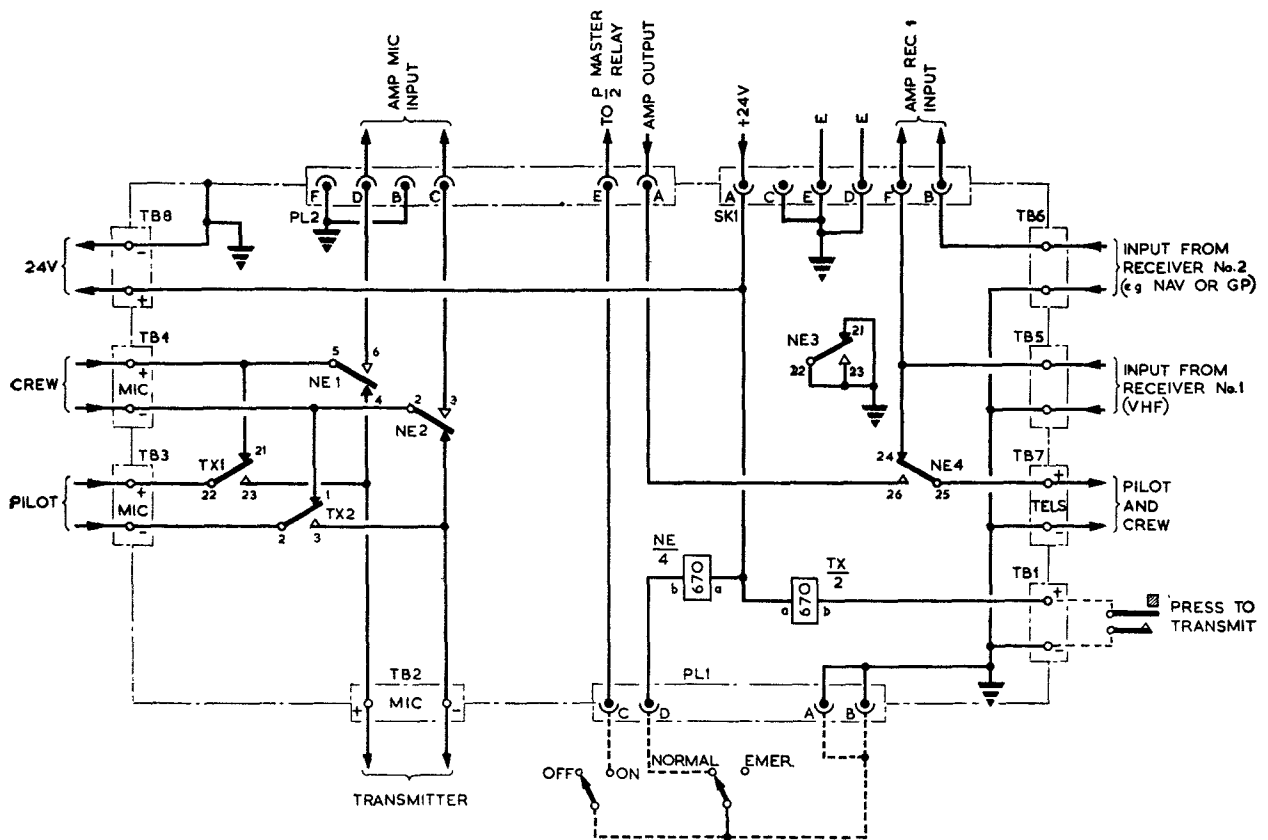 AMP MIC
INPUT
TO P/2 MASTER
RELAY
AMP OUTPUT
+24V
E
E
AMP REC 1
INPUT
F
D
B
C
E
A
A
C
E
D
F
B
PL2
SK1
TB8
-
+
24V
TB6
INPUT FROM
RECEIVER No.2
(eg NAV OR GP)
TB4
+
MIC
-
CREW
5
6
NE1
4
2
3
NE2
NE3
21
22
23
TB5
INPUT FROM
RECEIVER No.1
(VHF)
TB3
+
MIC
-
PILOT
TX1
21
22
23
1
TX2
2
3
24
NE4
26
25
TB7
+
TELS
-
PILOT
AND
CREW
NE/4
b
670
a
TX/2
a
670
b
TB1
+
-
PRESS TO
TRANSMIT
TB2
+
MIC
-
PL1
C
D
A
B
TRANSMITTER
OFF
ON
NORMAL
EMER.